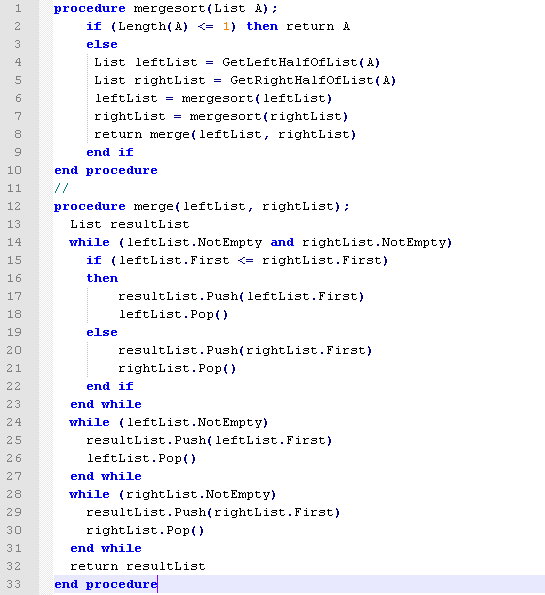 1 procedure mergesort(List A);
2 if (Length(A) <= 1) then return A
3 else
4 List leftList = GetLeftHalfOfList(A)
5 List rightList = GetRightHalfOfList(A)
6 leftList = mergesort(leftList)
7 rightList = mergesort(rightList)
8 return merge(leftList, rightList)
9 end if
10 end procedure
11 //
12 procedure merge(leftList, rightList);
13 List resultList
14 while (leftList.NotEmpty and rightList.NotEmpty)
15 if (leftList.First <= rightList.First)
16 then
17 resultList.Push(leftList.First)
18 leftList.Pop()
19 else
20 resultList.Push(rightList.First)
21 rightList.Pop()
22 end if
23 end while
24 while (leftList.NotEmpty)
25 resultList.Push(leftList.First)
26 leftList.Pop()
27 end while
28 while (rightList.NotEmpty)
29 resultList.Push(rightList.First)
30 rightList.Pop()
31 end while
32 return resultList
33 end procedure